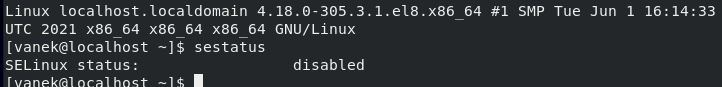 Linux localhost.localdomain 4.18.0-305.3.1.el8.x86_64 #1 SMP Tue Jun 1 16:14:33
UTC 2021 x86_64 x86_64 x86_64 GNU/Linux
[vanek@localhost ~]$ sestatus
SELinux status:                 disabled
[vanek@localhost ~]$